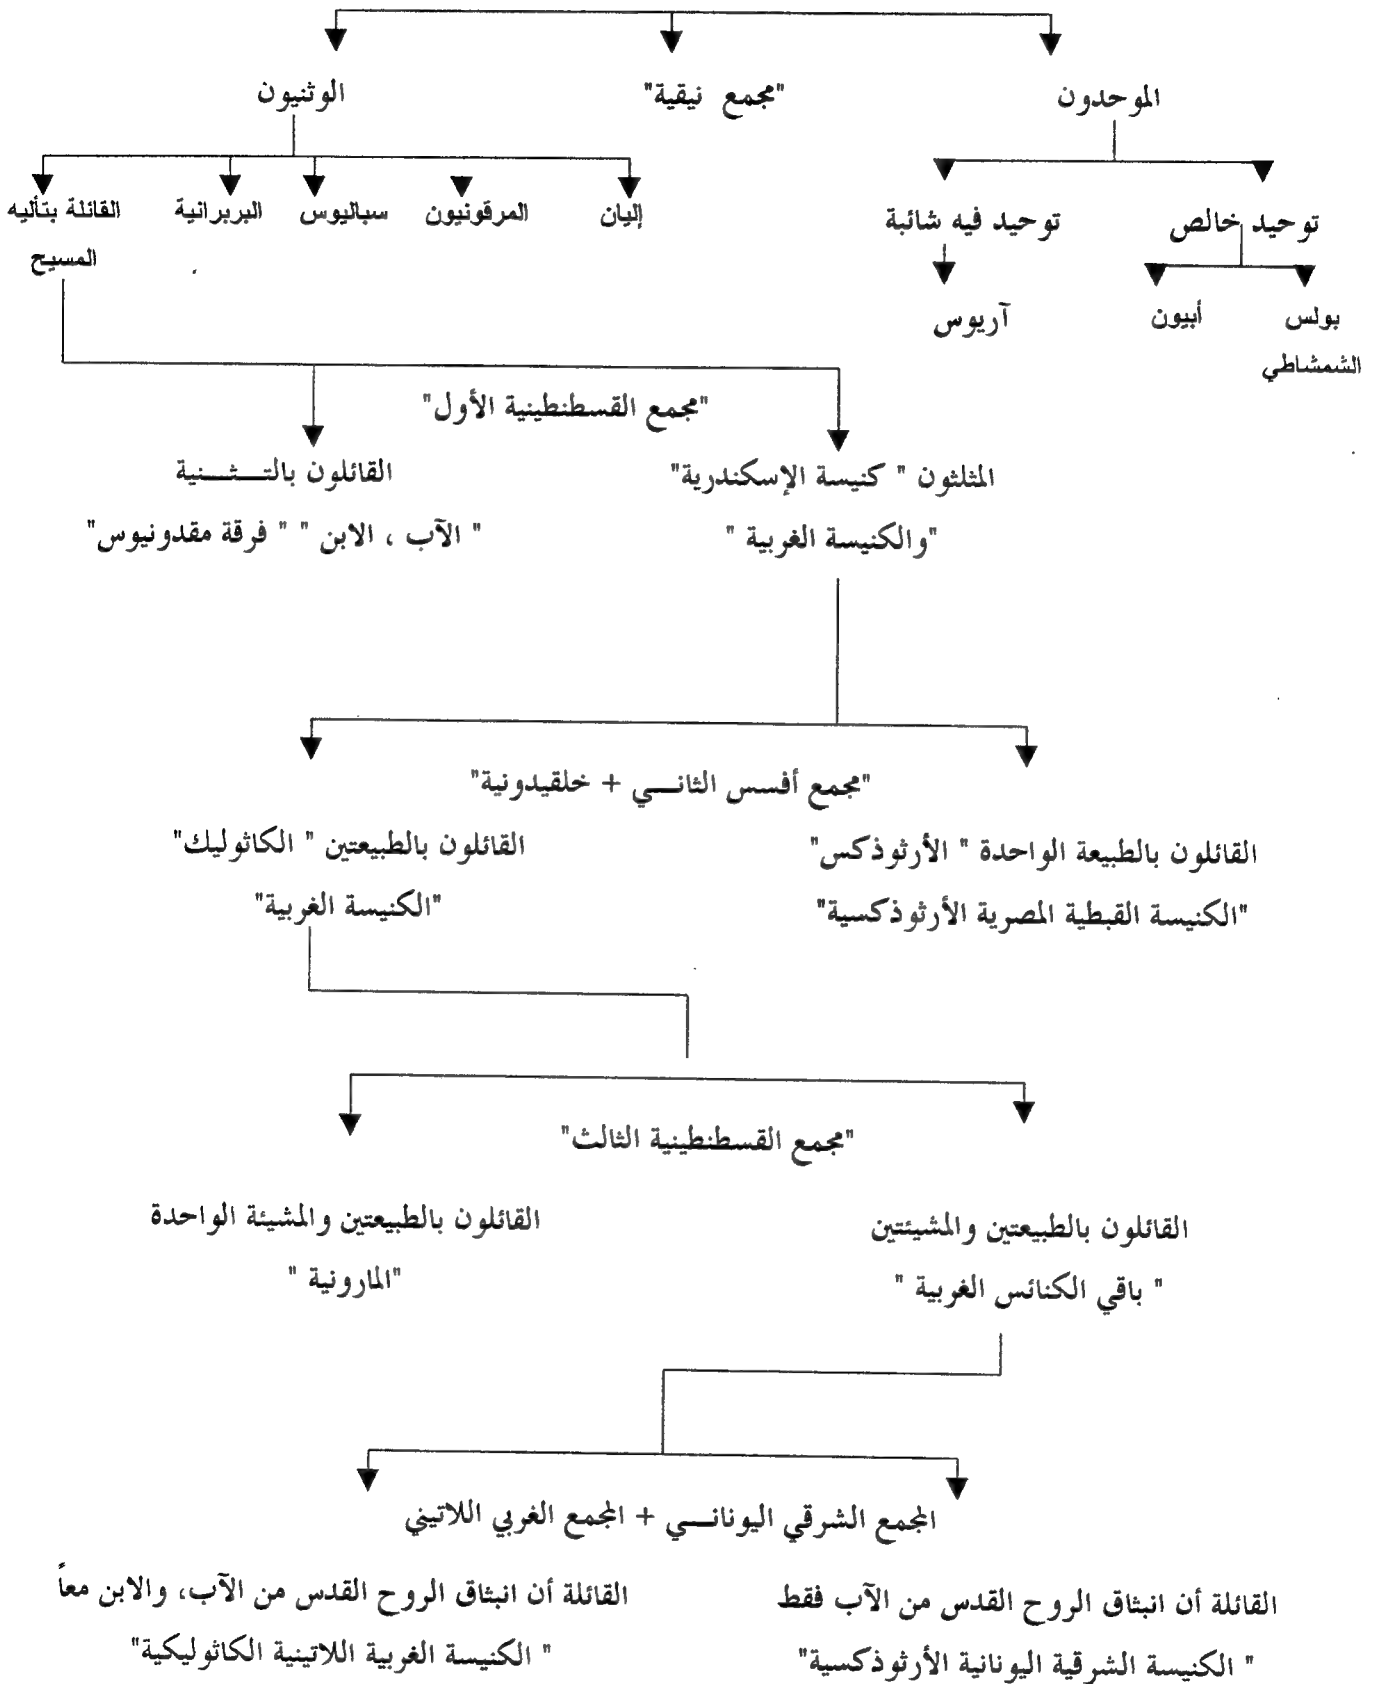 الموحدون "مجمع نيقية" الوثنيون
إليان المرقونيون سباليوس البربرانية القائلة بتأليه
المسيح
توحيد خالص توحيد فيه شائبة
بولس أبيون آريوس
الشمشاطي
"مجمع القسطنطينية الأول"
المثلثون " كنيسة الإسكندرية" القائلون بالتـــثـــنية
"والكنيسة الغربية " " الآب ، الابن " " فرقة مقدونيوس"
"مجمع أفسس الثانـــي + خلقيدونية"
القائلون بالطبيعة الواحدة " الأرثوذكس" القائلون بالطبيعتين " الكاثوليك"
"الكنيسة القبطية المصرية الأرثوذكسية" "الكنيسة الغربية"
"مجمع القسطنطينية الثالث"
القائلون بالطبيعتين والمشيئتين القائلون بالطبيعتين والمشيئة الواحدة
" باقي الكنائس الغربية " "المارونية "
المجمع الشرقي اليونانـــي + المجمع الغربي اللاتيني
القائلة أن انبثاق الروح القدس من الآب فقط القائلة أن انبثاق الروح القدس من الآب، والابن معاً
" الكنيسة الشرقية اليونانية الأرثوذكسية" " الكنيسة الغربية اللاتينية الكاثوليكية"